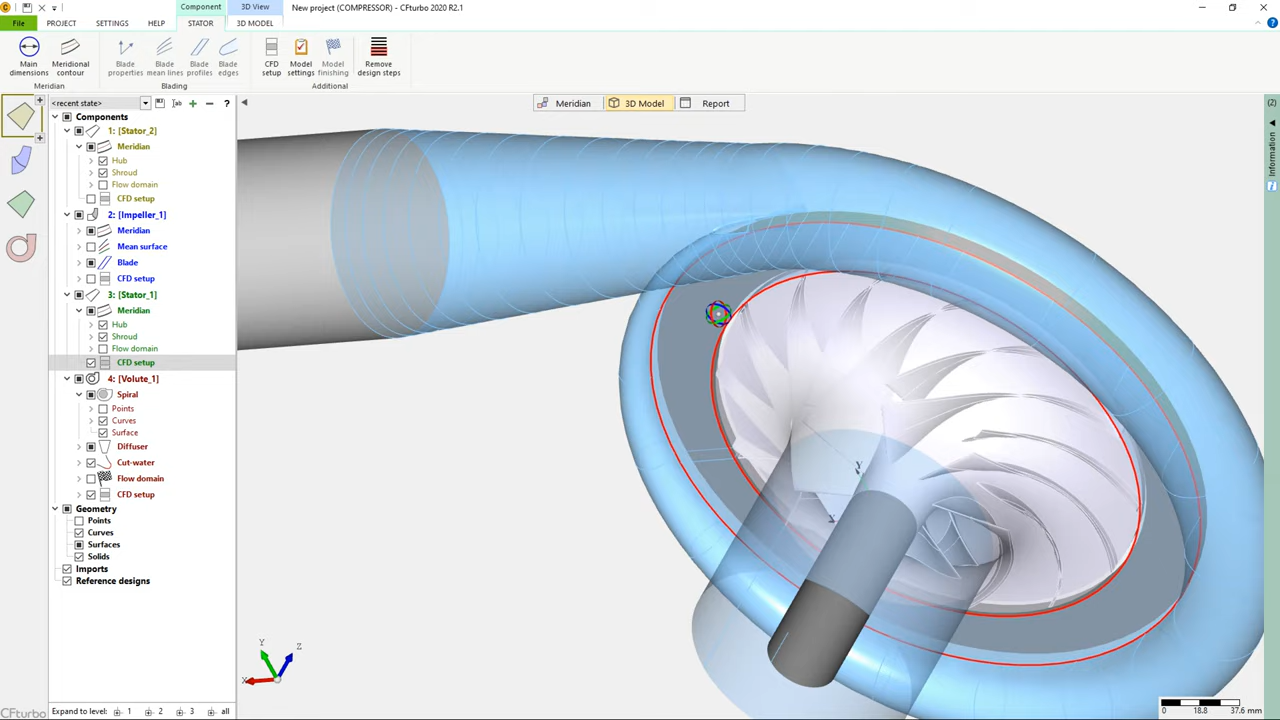 Component
3D View
New project (COMPRESSOR) - CFturbo 2020 R2.1
File
PROJECT
SETTINGS
HELP
STATOR
3D MODEL
Main dimensions
Meridional contour
Blade properties
Blade mean lines
Blade profiles
Blade edges
CFD setup
Model settings
Model finishing
Remove design steps
Meridian
Blading
Additional
<recent state>
Meridian
3D Model
Report
(2)
Information
Components
1: [Stator_2]
Meridian
Hub
Shroud
Flow domain
CFD setup
2: [Impeller_1]
Meridian
Mean surface
Blade
CFD setup
3: [Stator_1]
Meridian
Hub
Shroud
Flow domain
CFD setup
4: [Volute_1]
Spiral
Points
Curves
Surface
Diffuser
Cut-water
Flow domain
CFD setup
Geometry
Points
Curves
Surfaces
Solids
Imports
Reference designs
Y
X
Y
Z
X
CFturbo
Expand to level: 1 2 3 all
0 18.8 37.6 mm